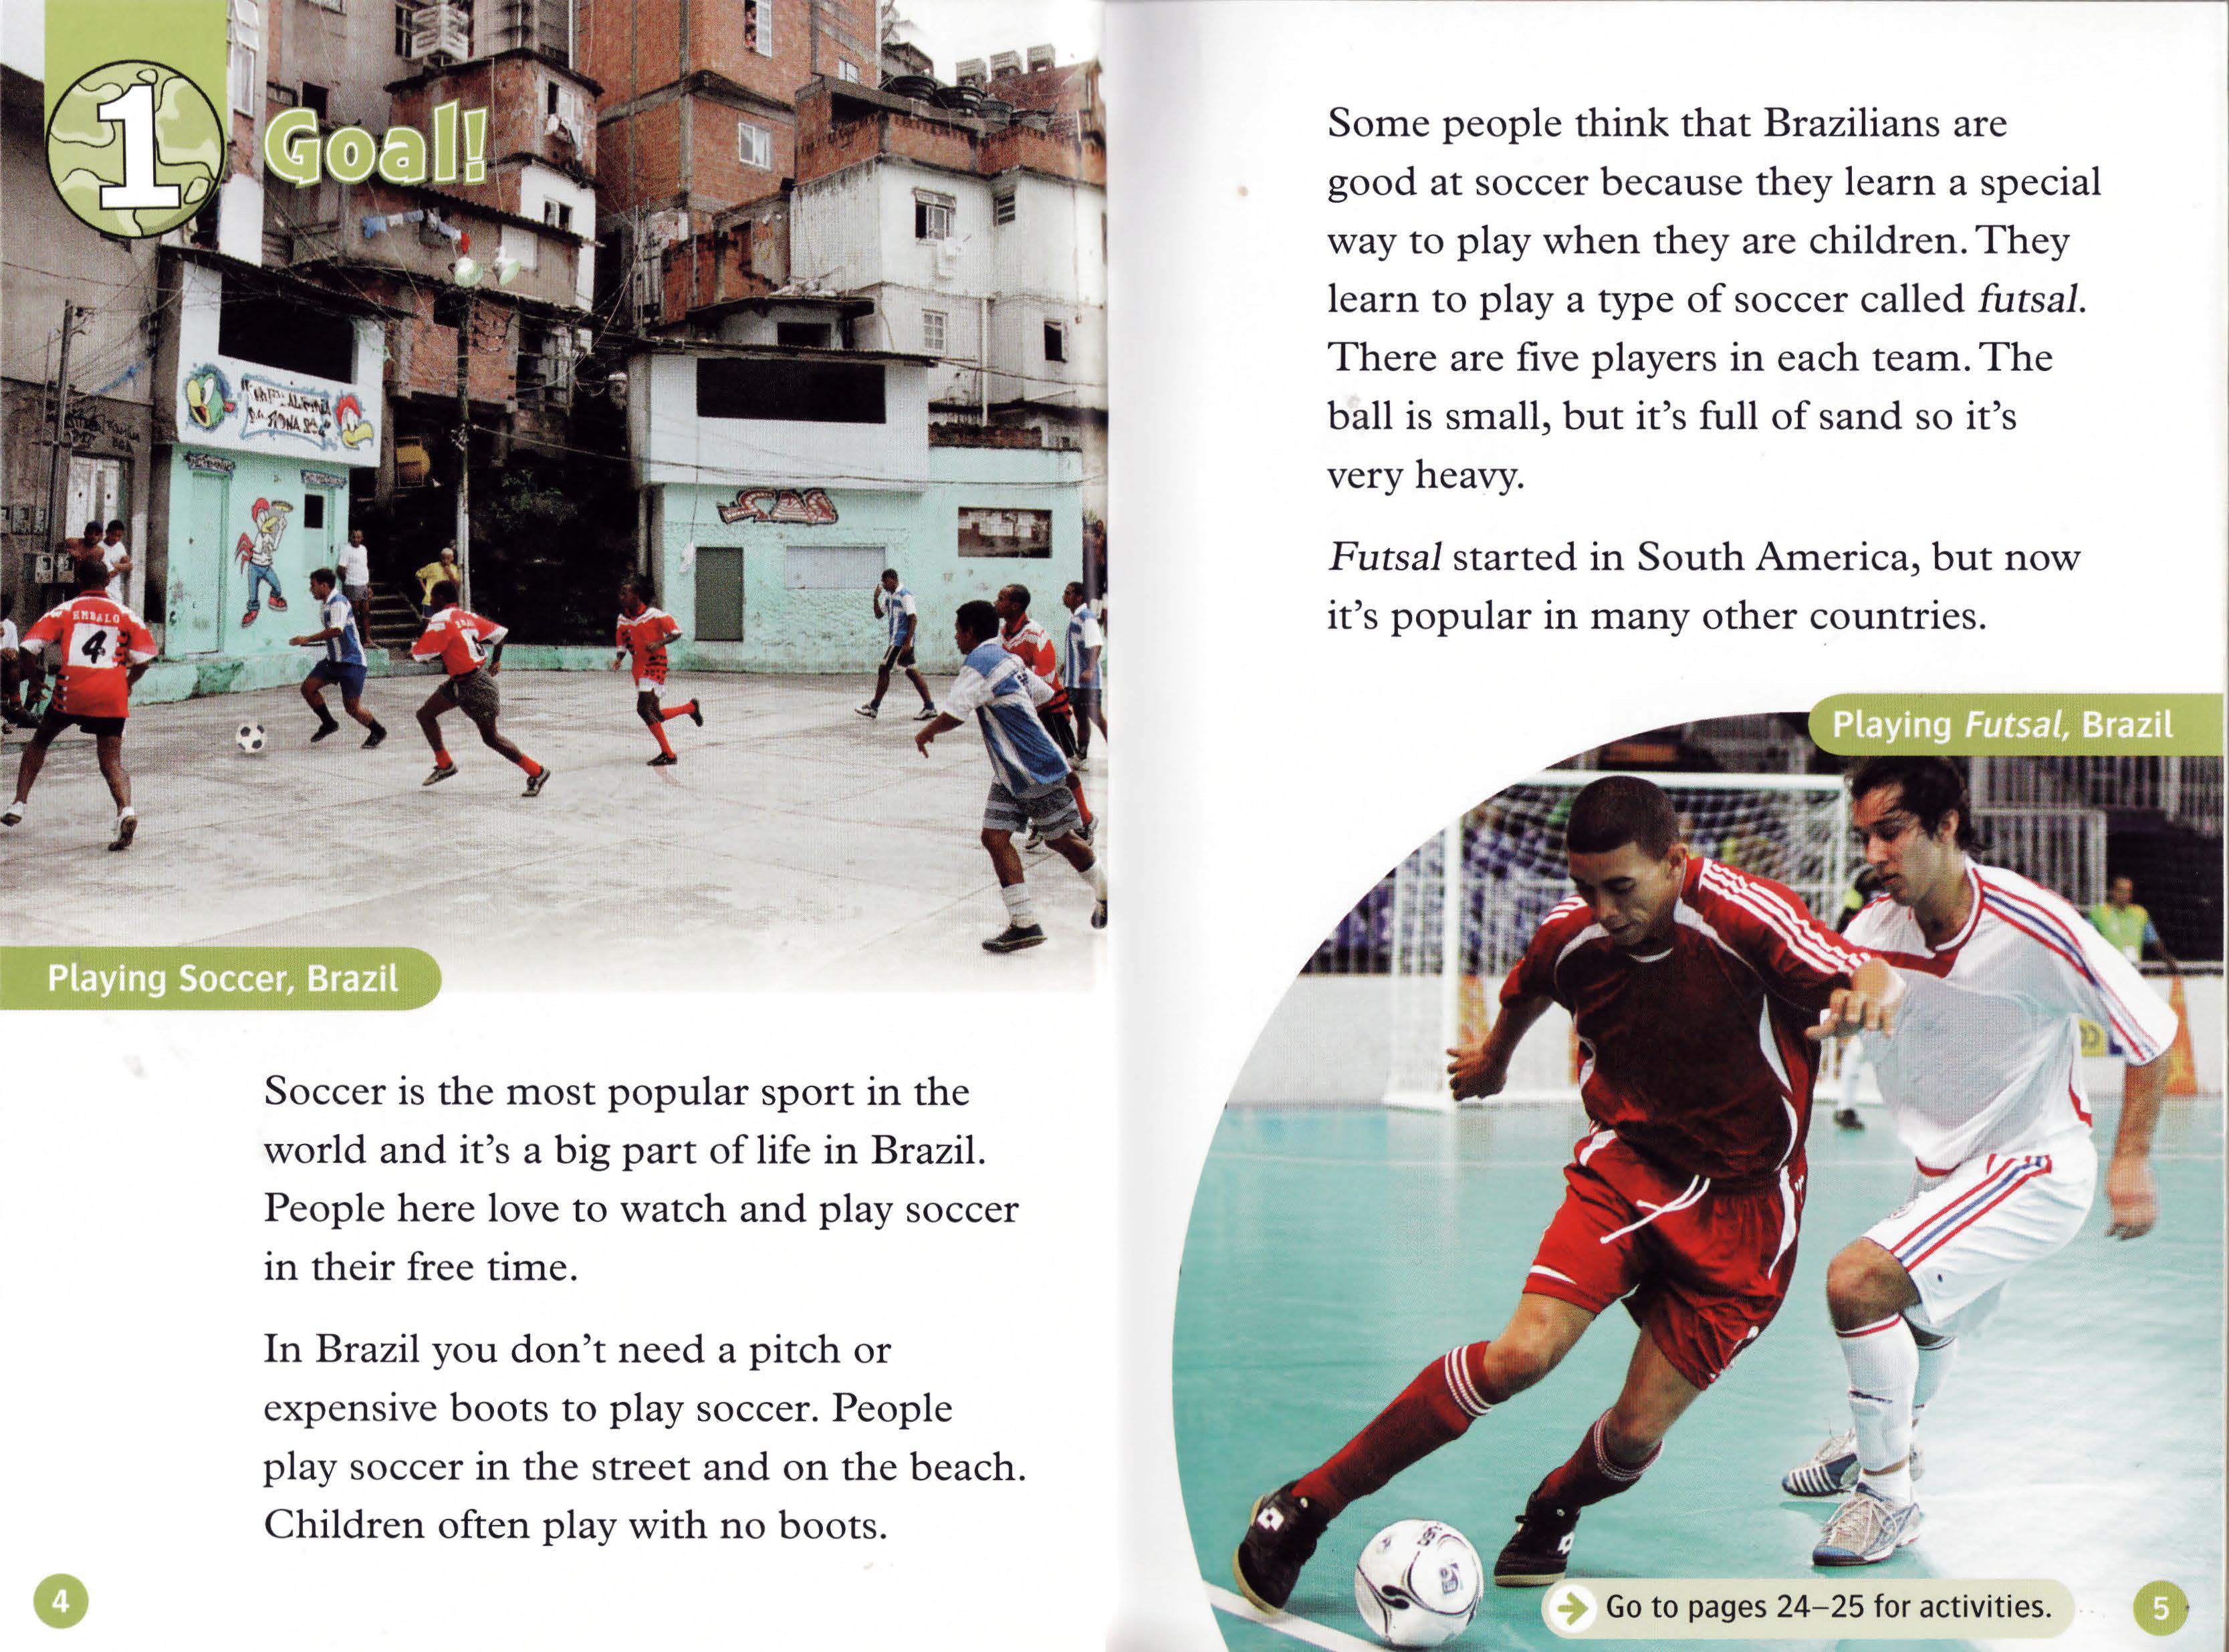 1
Goal!
EMBALO
4
Playing Soccer, Brazil
Soccer is the most popular sport in the
world and it's a big part of life in Brazil.
People here love to watch and play soccer
in their free time.
In Brazil you don't need a pitch or
expensive boots to play soccer. People
play soccer in the street and on the beach.
Children often play with no boots.
4
Some people think that Brazilians are
good at soccer because they learn a special
way to play when they are children. They
learn to play a type of soccer called futsal.
There are five players in each team. The
ball is small, but it's full of sand so it's
very heavy.
Futsal started in South America, but now
it's popular in many other countries.
Playing Futsal, Brazil
Go to pages 24–25 for activities.
5